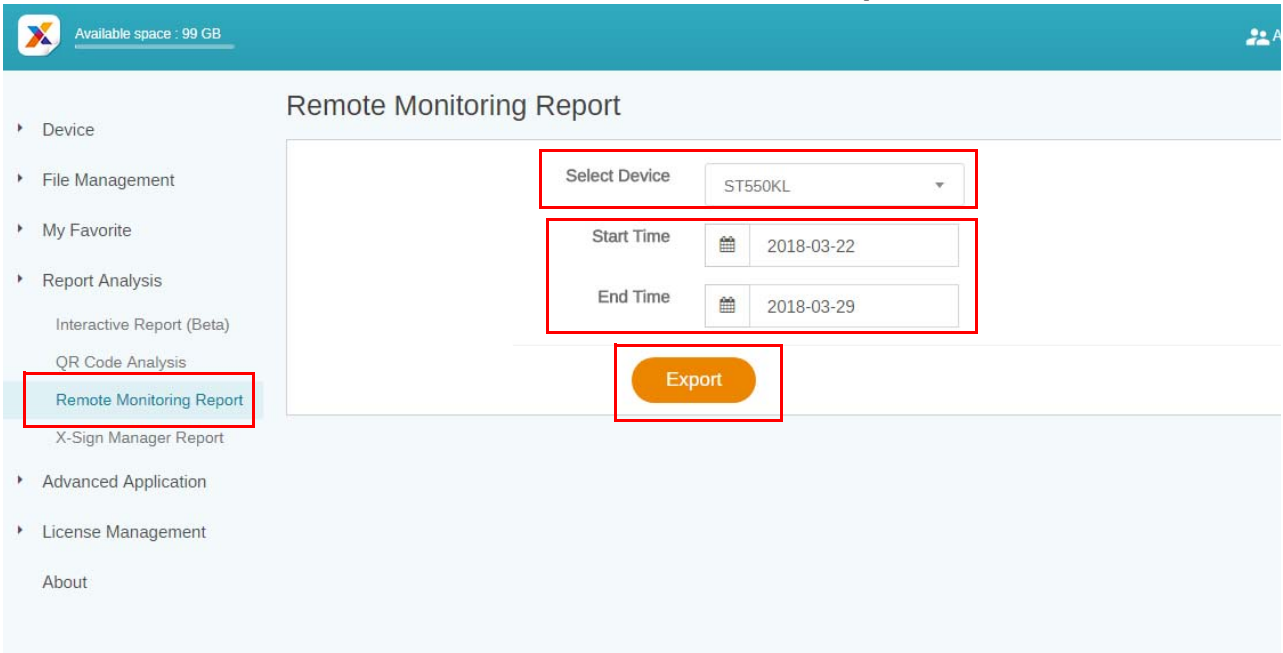 Available space : 99 GB
A
Device
File Management
My Favorite
Report Analysis
Interactive Report (Beta)
QR Code Analysis
Remote Monitoring Report
X-Sign Manager Report
Advanced Application
License Management
About
Remote Monitoring Report
Select Device ST550KL
Start Time 2018-03-22
End Time 2018-03-29
Export